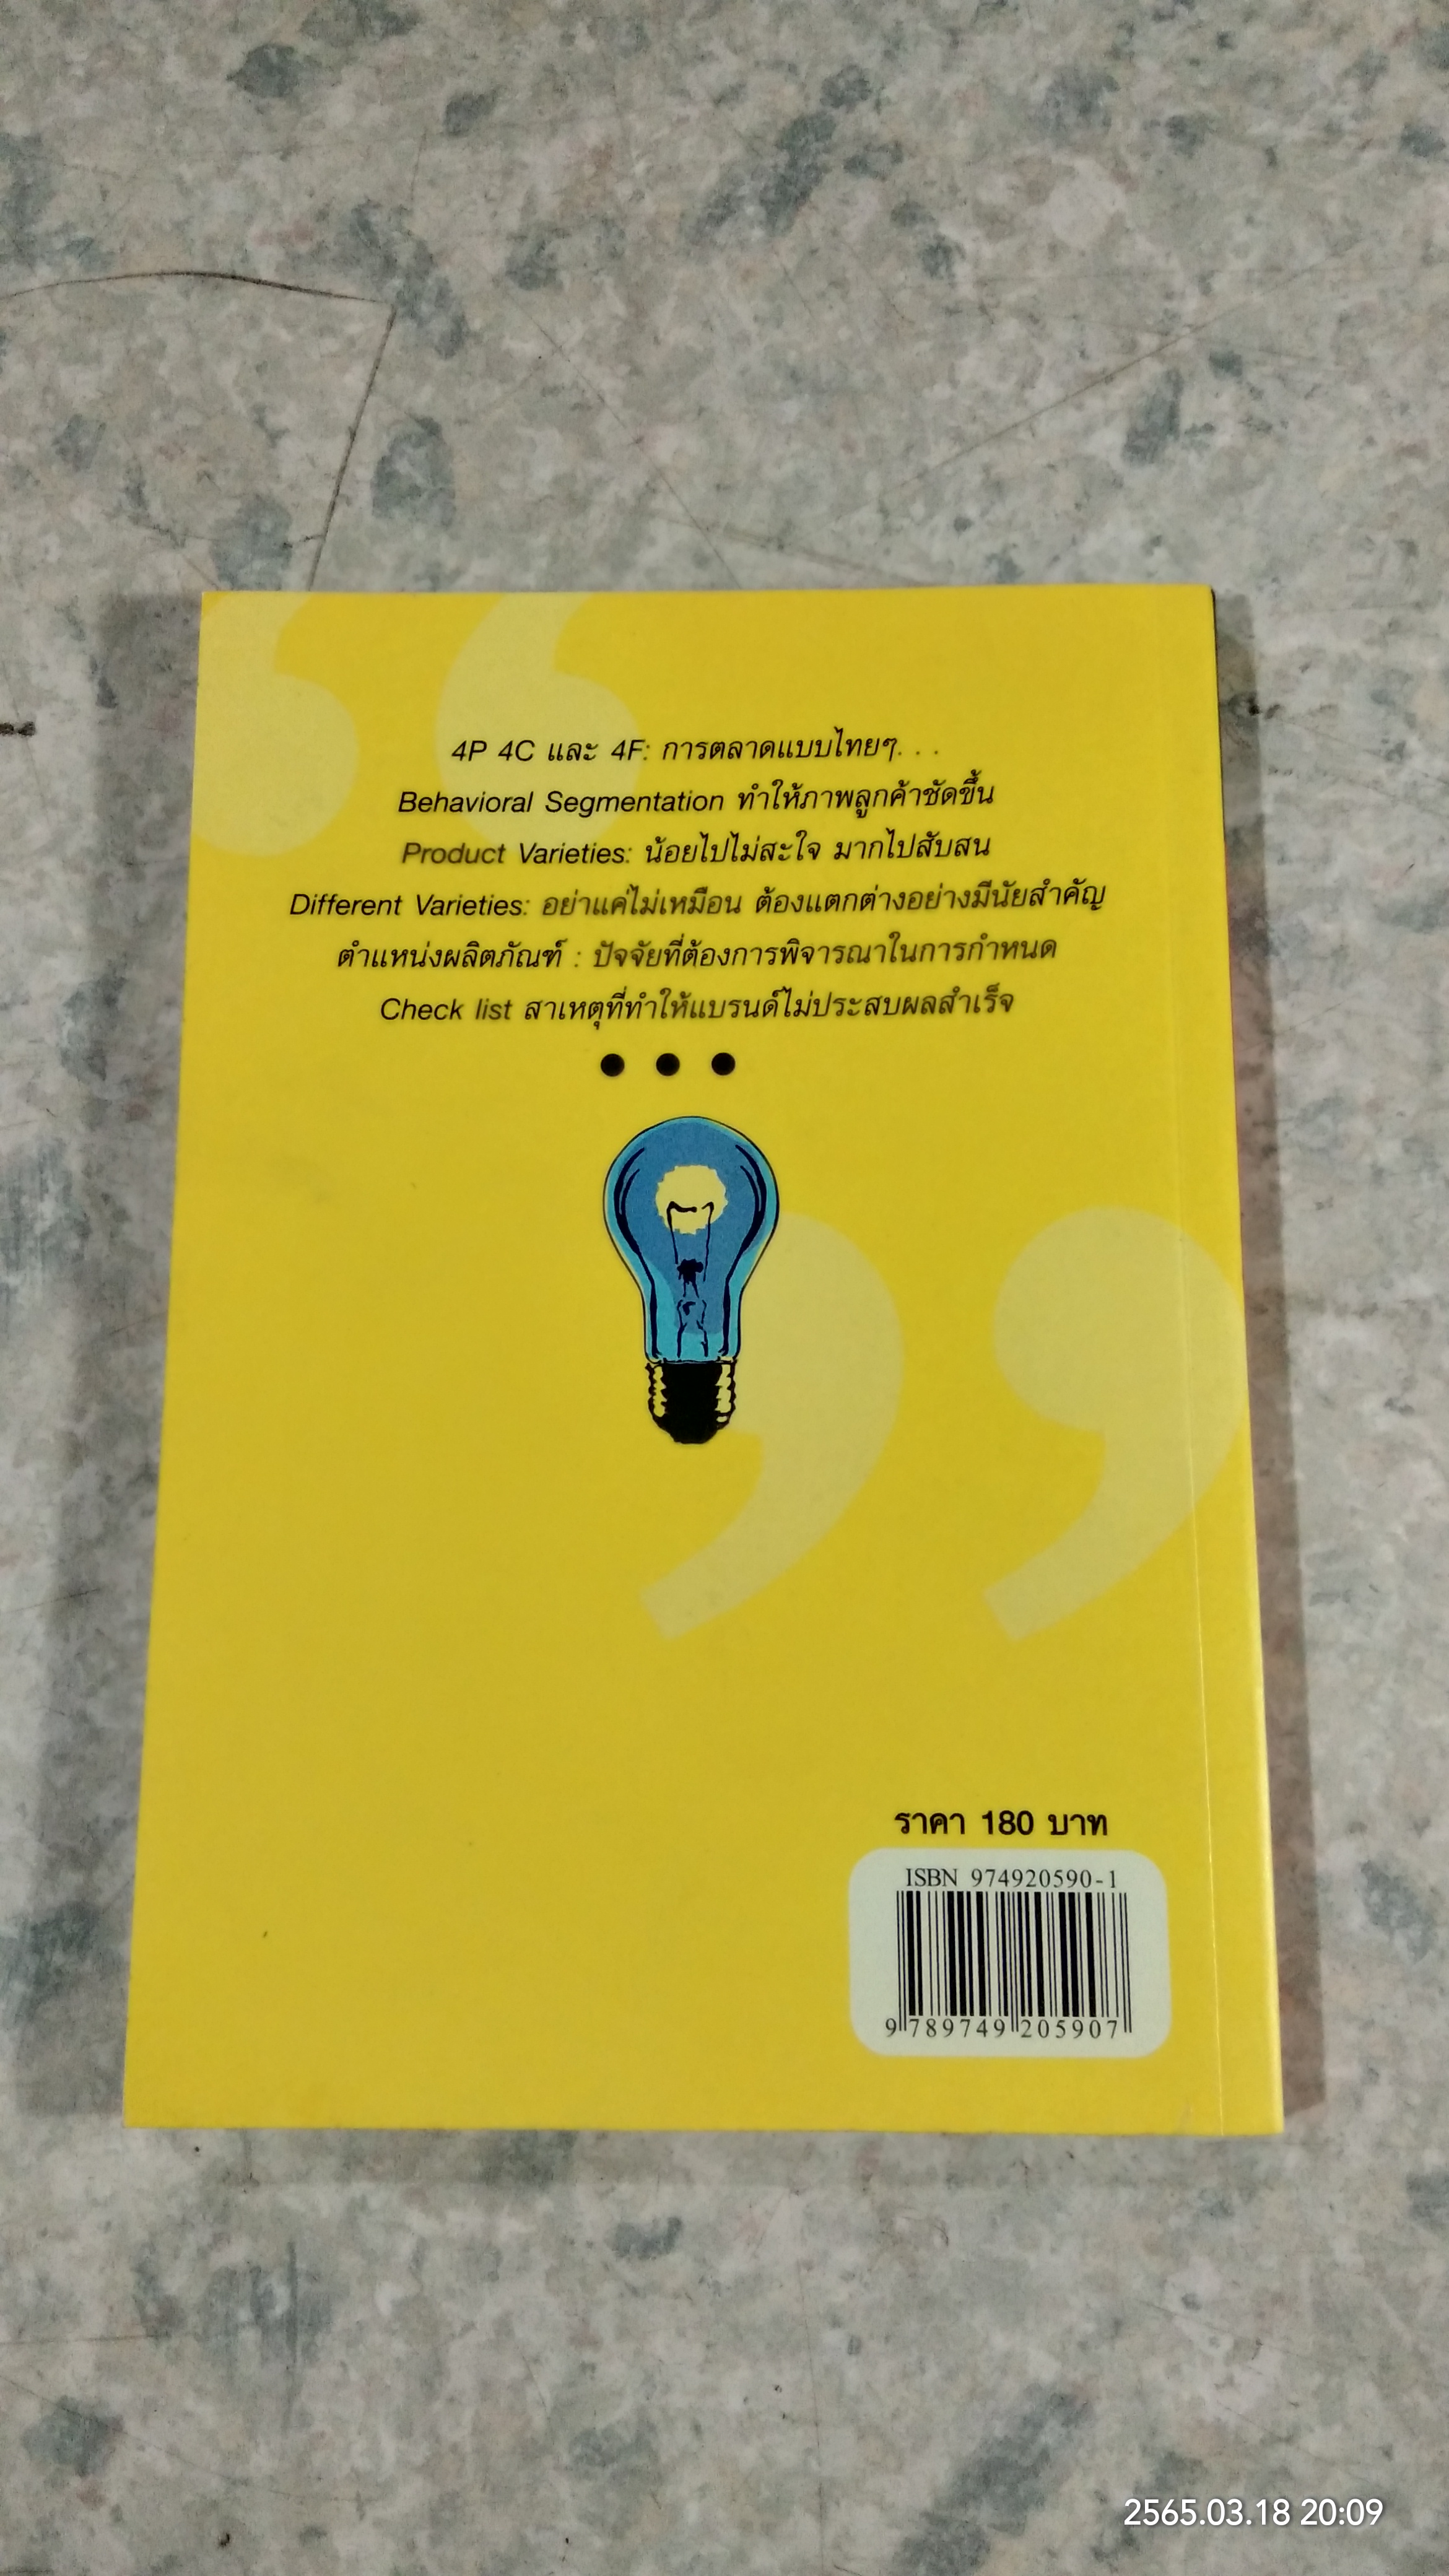 4P 4C และ 4F: การตลาดแบบไทยๆ. . .
Behavioral Segmentation ทำให้ภาพลูกค้าชัดขึ้น
Product Varieties: น้อยไปไม่สะใจ มากไปสับสน
Different Varieties: อย่าแค่ไม่เหมือน ต้องแตกต่างอย่างมีนัยสำคัญ
ตำแหน่งผลิตภัณฑ์ : ปัจจัยที่ต้องการพิจารณาในการกำหนด
Check list สาเหตุที่ทำให้แบรนด์ไม่ประสบผลสำเร็จ
ราคา 180 บาท
ISBN 974920590-1
9 789749 205907
2565.03.18 20:09